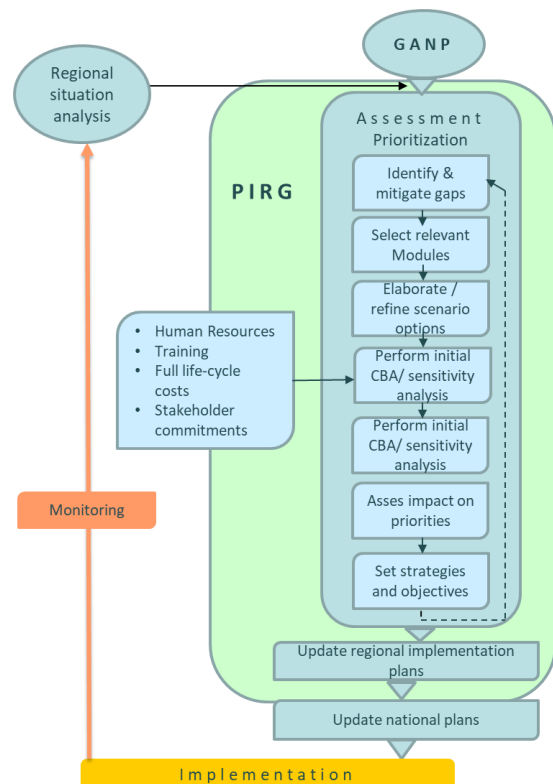 GANP
Regional
situation
analysis
Assessment
Prioritization
PIRG
Identify &
mitigate gaps
Select relevant
Modules
Elaborate /
refine scenario
options
• Human Resources
• Training
• Full life-cycle
costs
• Stakeholder
commitments
Perform initial
CBA/ sensitivity
analysis
Perform initial
CBA/ sensitivity
analysis
Monitoring
Asses impact on
priorities
Set strategies
and objectives
Update regional implementation
plans
Update national plans
Implementation